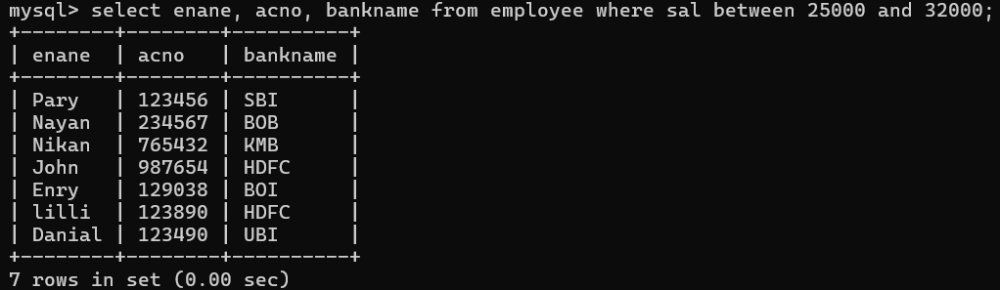 mysql> select enane, acno, bankname from employee where sal between 25000 and 32000;
+--------+--------+----------+
| enane  | acno   | bankname |
+--------+--------+----------+
| Pary   | 123456 | SBI      |
| Nayan  | 234567 | BOB      |
| Nikan  | 765432 | KMB      |
| John   | 987654 | HDFC     |
| Enry   | 129038 | BOI      |
| lilli  | 123890 | HDFC     |
| Danial | 123490 | UBI      |
+--------+--------+----------+
7 rows in set (0.00 sec)